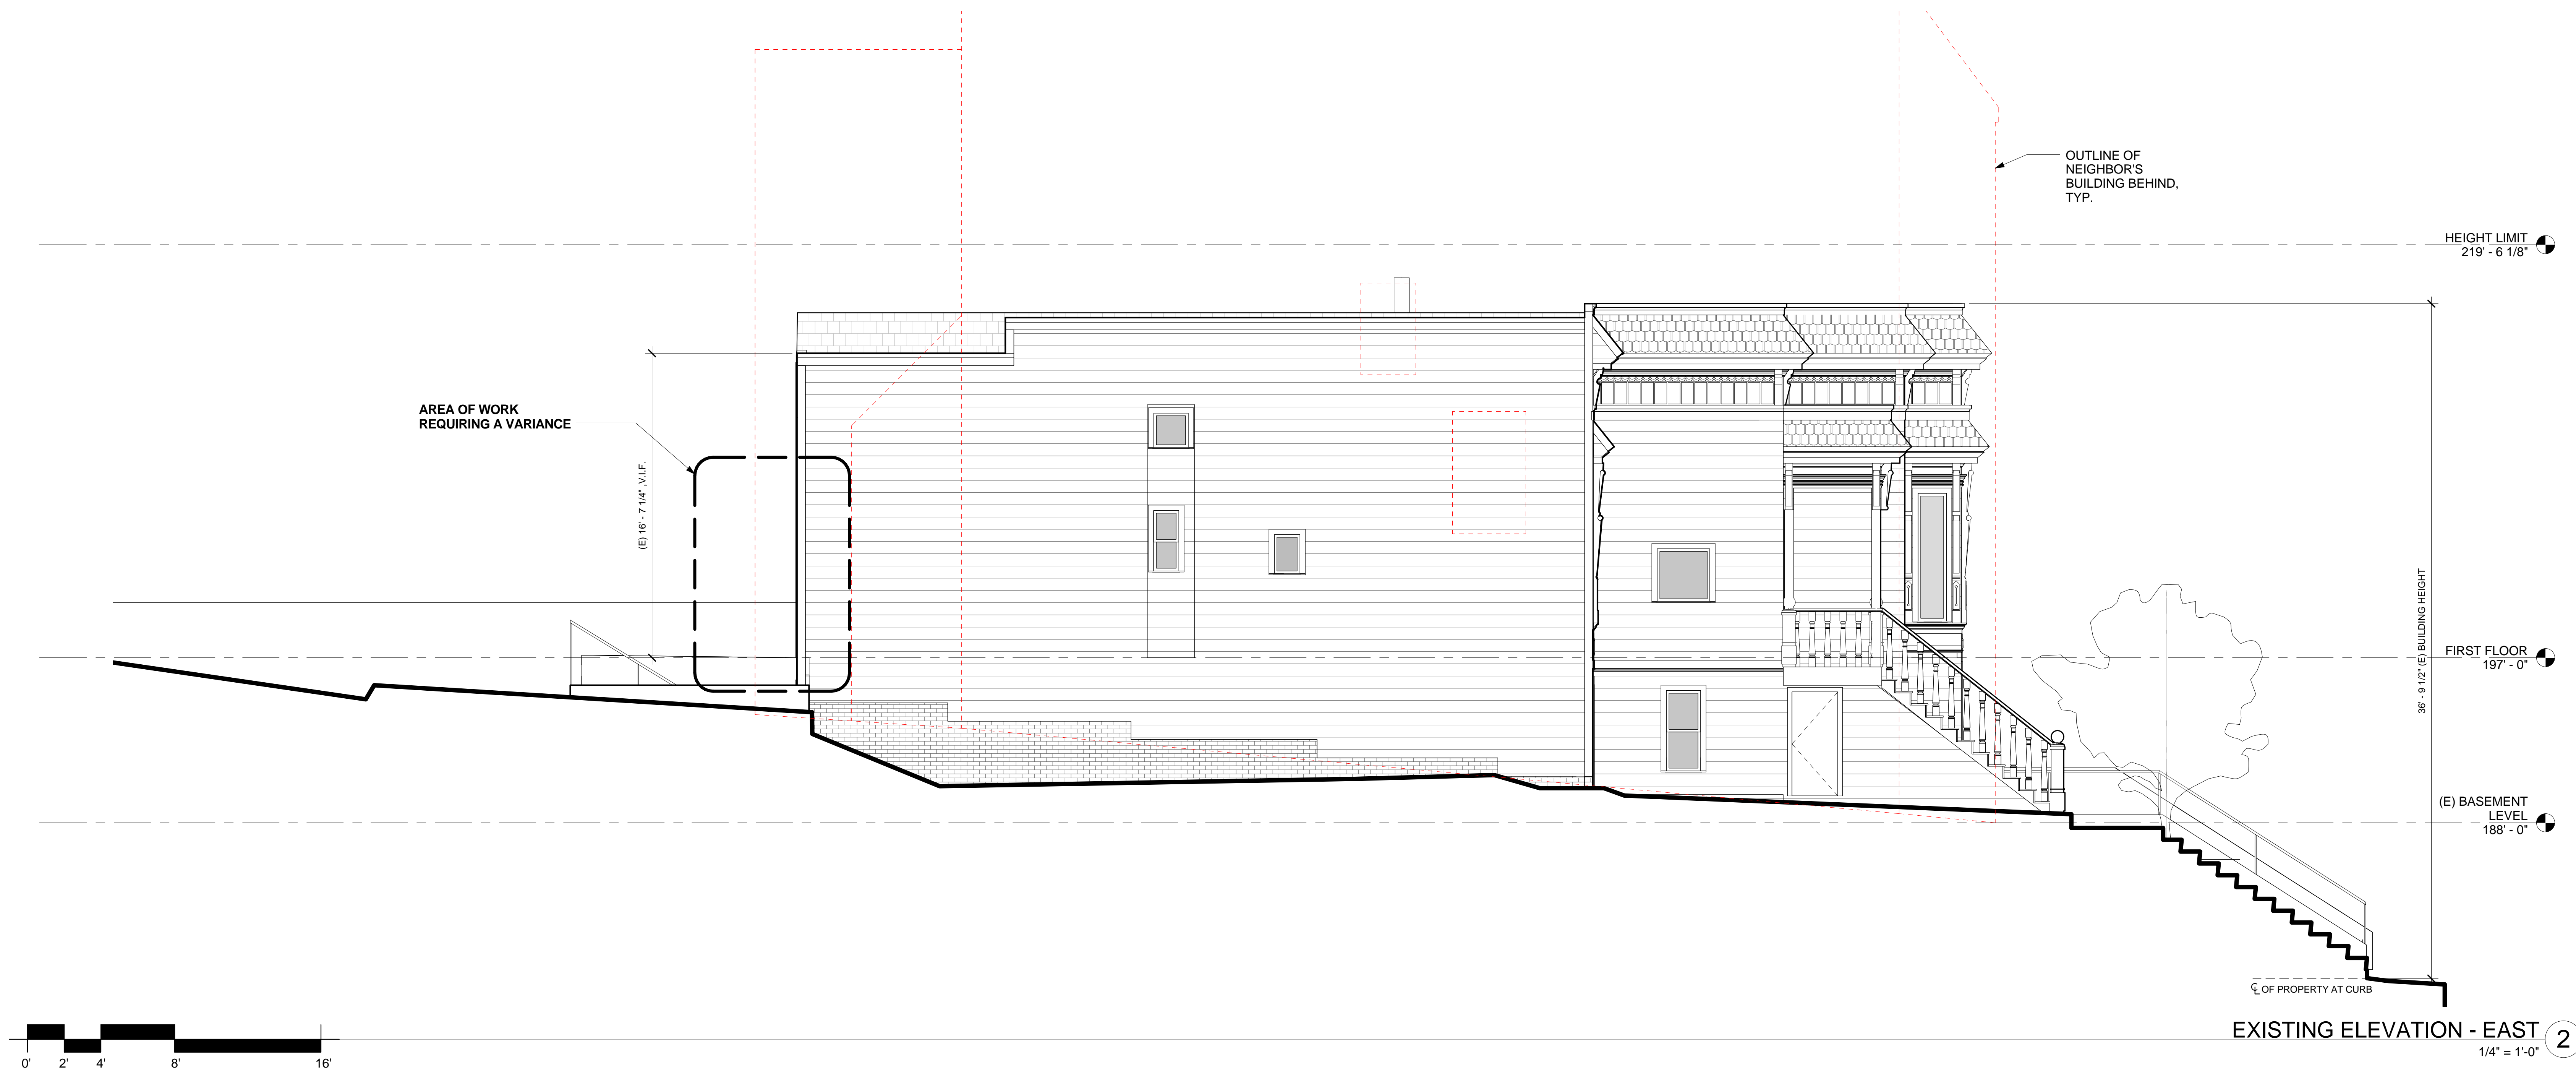 OUTLINE OF
NEIGHBOR'S
BUILDING BEHIND,
TYP.
HEIGHT LIMIT
219' - 6 1/8"
AREA OF WORK
REQUIRING A VARIANCE
(E) 16' - 7 1/4" ,V.I.F.
36' - 9 1/2" (E) BUILDING HEIGHT
FIRST FLOOR
197' - 0"
(E) BASEMENT
LEVEL
188' - 0"
℄ OF PROPERTY AT CURB
EXISTING ELEVATION - EAST 2
1/4" = 1'-0"
0' 2' 4' 8' 16'